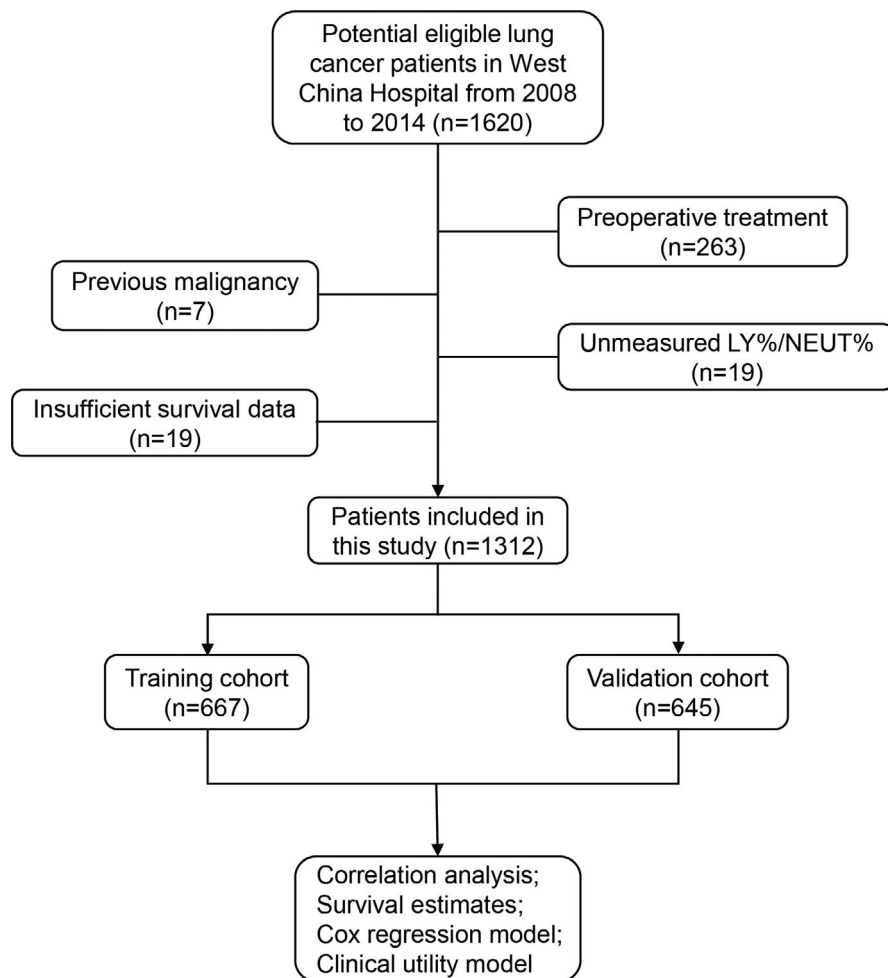 Potential eligible lung
cancer patients in West
China Hospital from 2008
to 2014 (n=1620)
Preoperative treatment
(n=263)
Previous malignancy
(n=7)
Unmeasured LY%/NEUT%
(n=19)
Insufficient survival data
(n=19)
Patients included in
this study (n=1312)
Training cohort
(n=667)
Validation cohort
(n=645)
Correlation analysis;
Survival estimates;
Cox regression model;
Clinical utility model